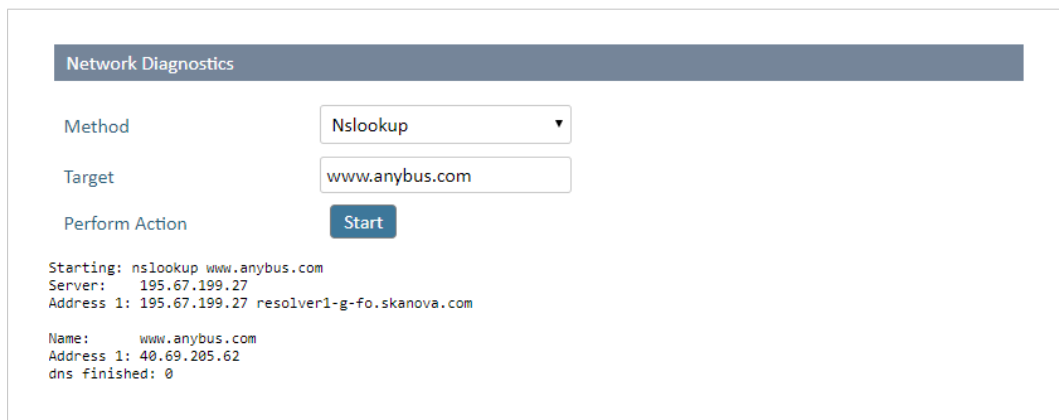 Network Diagnostics
Method Nslookup
Target www.anybus.com
Perform Action Start
Starting: nslookup www.anybus.com
Server:    195.67.199.27
Address 1: 195.67.199.27 resolver1-g-fo.skanova.com
Name:      www.anybus.com
Address 1: 40.69.205.62
dns finished: 0